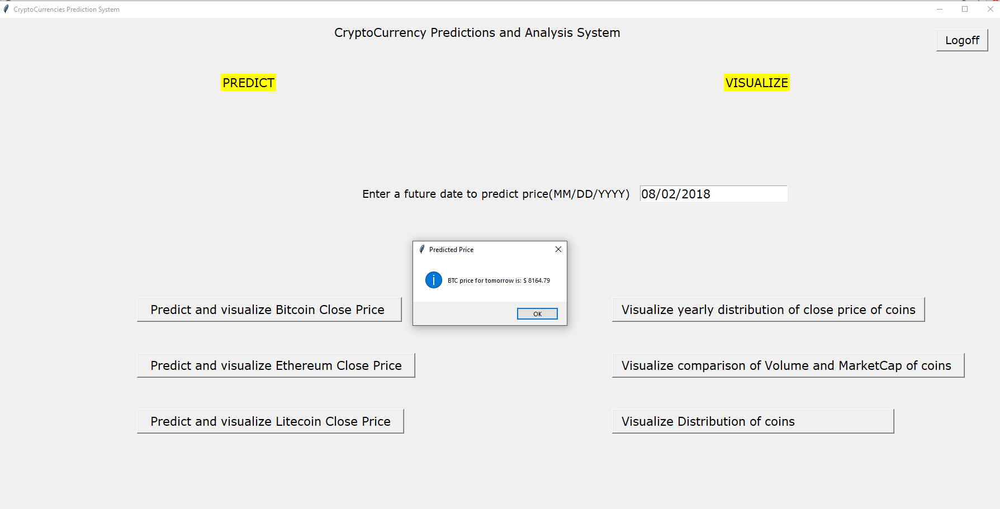 CryptoCurrencies Prediction System
CryptoCurrency Predictions and Analysis System
Logoff
PREDICT
VISUALIZE
Enter a future date to predict price(MM/DD/YYYY)
08/02/2018
Predicted Price
BTC price for tomorrow is: $ 8164.79
OK
Predict and visualize Bitcoin Close Price
Visualize yearly distribution of close price of coins
Predict and visualize Ethereum Close Price
Visualize comparison of Volume and MarketCap of coins
Predict and visualize Litecoin Close Price
Visualize Distribution of coins